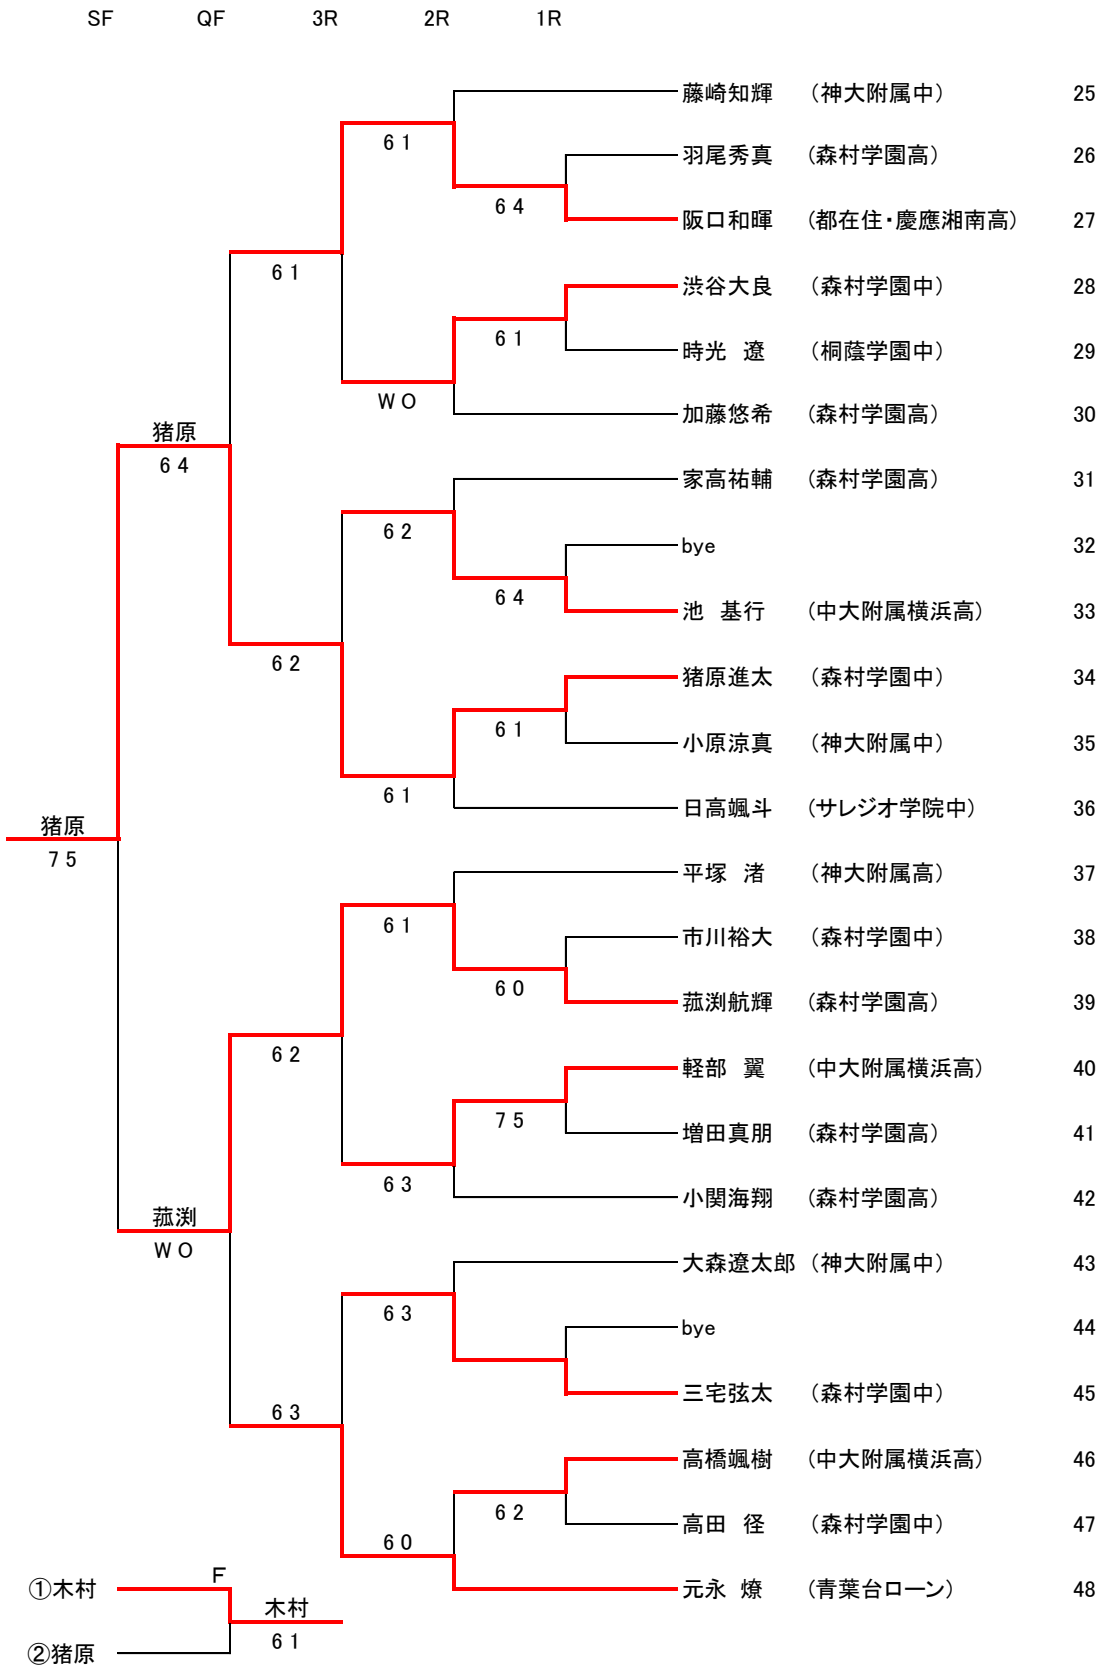 SF QF 3R 2R 1R
藤崎知輝 (神大附属中) 25
6 1
羽尾秀真 (森村学園高) 26
6 4
阪口和暉 (都在住・慶應湘南高) 27
6 1
渋谷大良 (森村学園中) 28
6 1
時光 遼 (桐蔭学園中) 29
W O
加藤悠希 (森村学園高) 30
猪原
6 4
家高祐輔 (森村学園高) 31
6 2
bye 32
6 4
池 基行 (中大附属横浜高) 33
6 2
猪原進太 (森村学園中) 34
6 1
小原涼真 (神大附属中) 35
6 1
日高颯斗 (サレジオ学院中) 36
猪原
7 5
平塚 渚 (神大附属高) 37
6 1
市川裕大 (森村学園中) 38
6 0
菰渕航輝 (森村学園高) 39
6 2
軽部 翼 (中大附属横浜高) 40
7 5
増田真朋 (森村学園高) 41
6 3
小関海翔 (森村学園高) 42
菰渕
W O
大森遼太郎 (神大附属中) 43
6 3
bye 44
三宅弦太 (森村学園中) 45
6 3
高橋颯樹 (中大附属横浜高) 46
6 2
高田 径 (森村学園中) 47
6 0
F
①木村
元永 燎 (青葉台ローン) 48
木村
6 1
②猪原